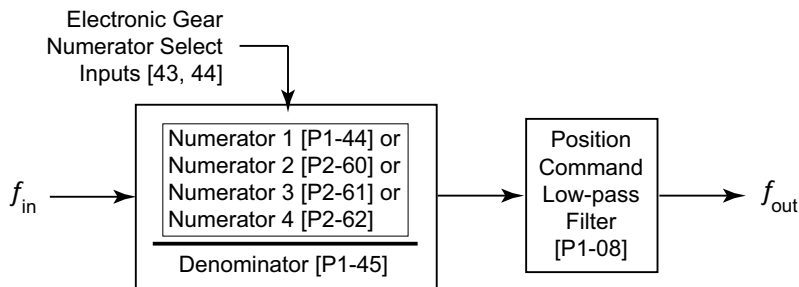 Electronic Gear
Numerator Select
Inputs [43, 44]
Numerator 1 [P1-44] or
Numerator 2 [P2-60] or
Numerator 3 [P2-61] or
Numerator 4 [P2-62]
Denominator [P1-45]
Position
Command
Low-pass
Filter
[P1-08]
fin
fout